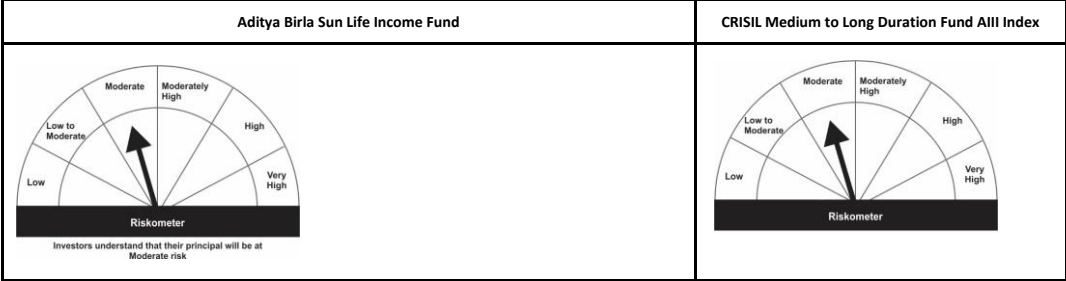 Aditya Birla Sun Life Income Fund
CRISIL Medium to Long Duration Fund AIII Index
Moderate
Moderately
High
Low to
Moderate
High
Low
Very
High
Riskometer
Investors understand that their principal will be at
Moderate risk
Moderate
Moderately
High
Low to
Moderate
High
Low
Very
High
Riskometer